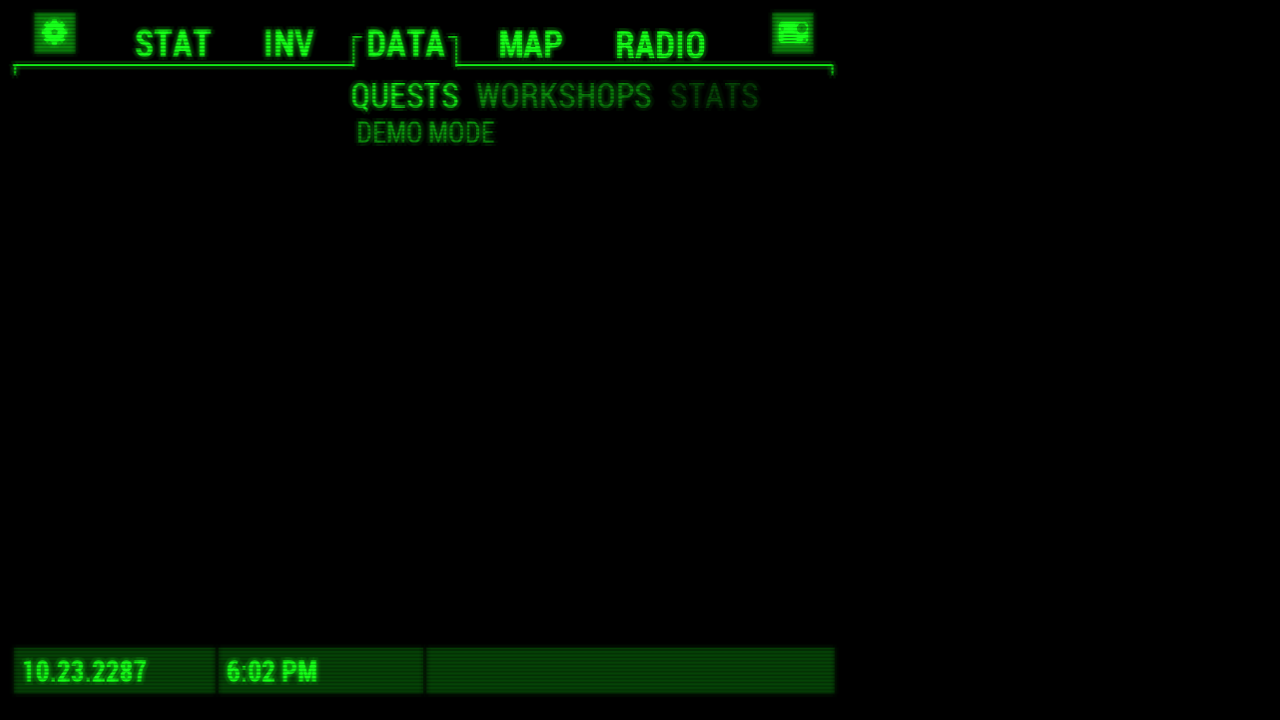 STAT INV DATA MAP RADIO
QUESTS WORKSHOPS STATS
DEMO MODE
10.23.2287 6:02 PM